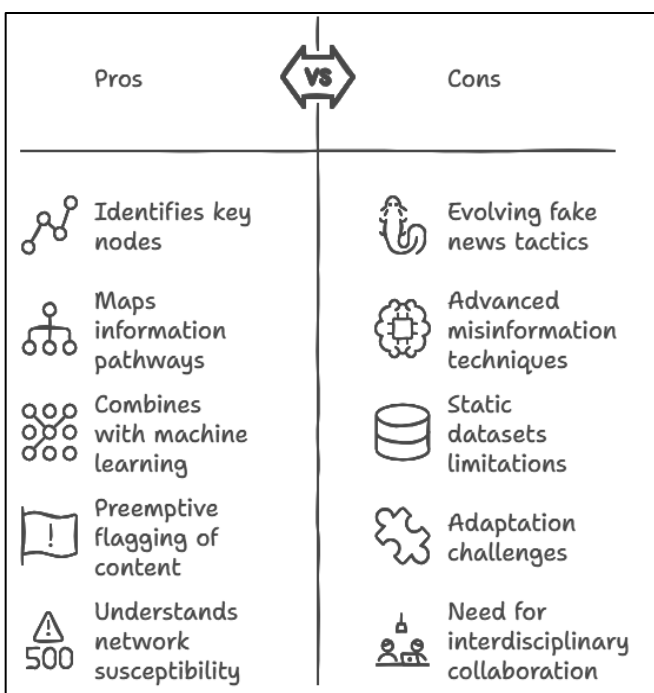 Pros
VS
Cons
Identifies key
nodes
Evolving fake
news tactics
Maps
information
pathways
Advanced
misinformation
techniques
Combines
with machine
learning
Static
datasets
limitations
Preemptive
flagging of
content
!
Adaptation
challenges
Understands
network
susceptibility
!
500
Need for
interdisciplinary
collaboration